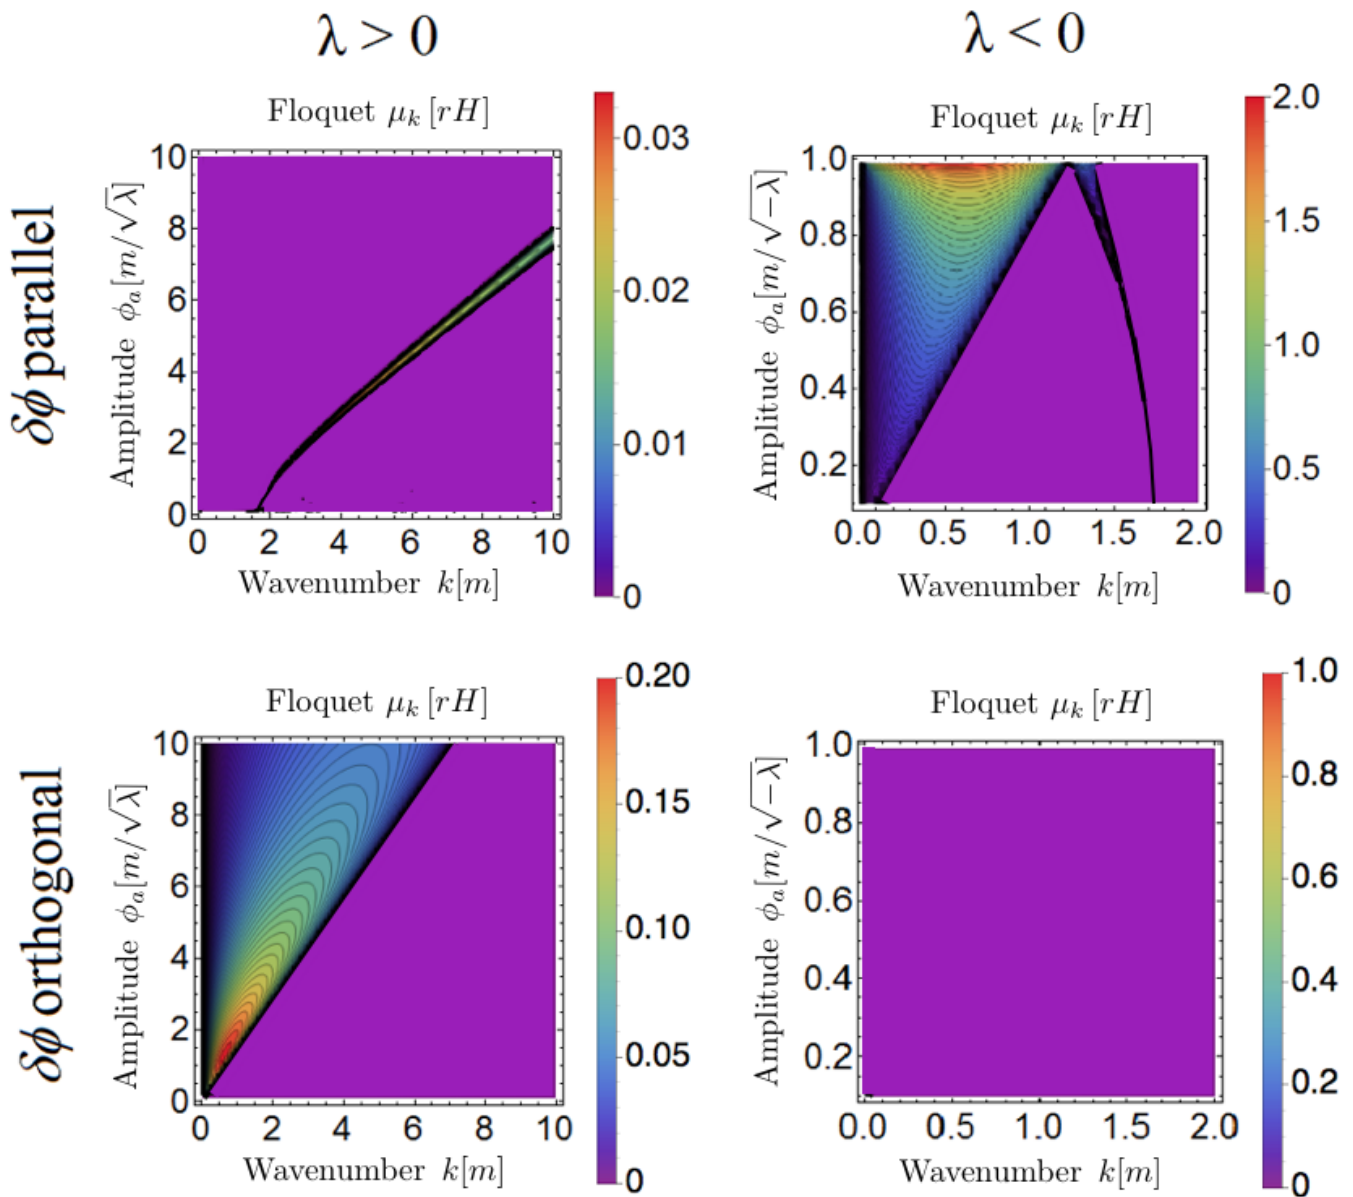 λ > 0
λ < 0
δϕ parallel
Floquet μₖ [rH]
Amplitude ϕₐ[m/√λ]
10
8
6
4
2
0
0 2 4 6 8 10
Wavenumber k[m]
0.03
0.02
0.01
0
Floquet μₖ [rH]
Amplitude ϕₐ[m/√-λ]
1.0
0.8
0.6
0.4
0.2
0.0 0.5 1.0 1.5 2.0
Wavenumber k[m]
2.0
1.5
1.0
0.5
0
δϕ orthogonal
Floquet μₖ [rH]
Amplitude ϕₐ[m/√λ]
10
8
6
4
2
0
0 2 4 6 8 10
Wavenumber k[m]
0.20
0.15
0.10
0.05
0
Floquet μₖ [rH]
Amplitude ϕₐ[m/√-λ]
1.0
0.8
0.6
0.4
0.2
0.0 0.5 1.0 1.5 2.0
Wavenumber k[m]
1.0
0.8
0.6
0.4
0.2
0